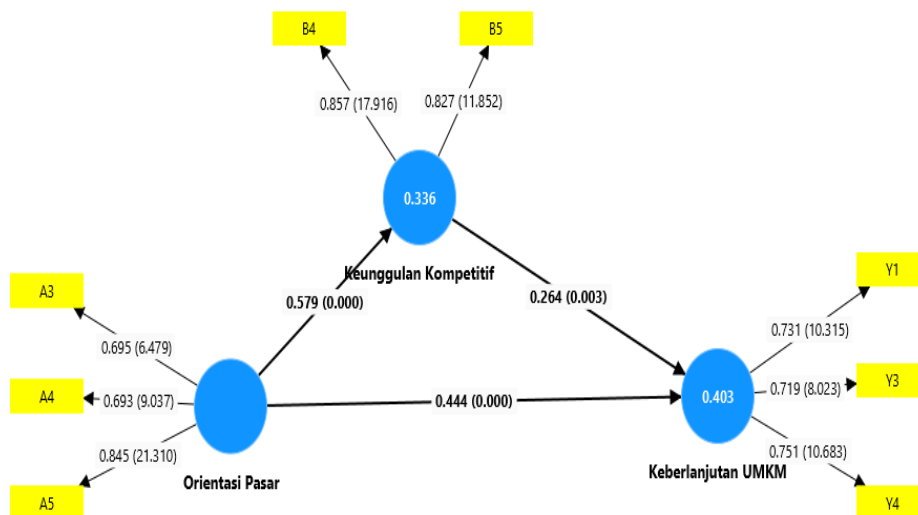 B4
B5
0.857 (17.916)
0.827 (11.852)
0.336
Keunggulan Kompetitif
A3
Y1
0.579 (0.000)
0.264 (0.003)
0.695 (6.479)
0.731 (10.315)
A4
0.693 (9.037)
0.444 (0.000)
0.403
0.719 (8.023)
Y3
0.845 (21.310)
0.751 (10.683)
Orientasi Pasar
Keberlanjutan UMKM
A5
Y4